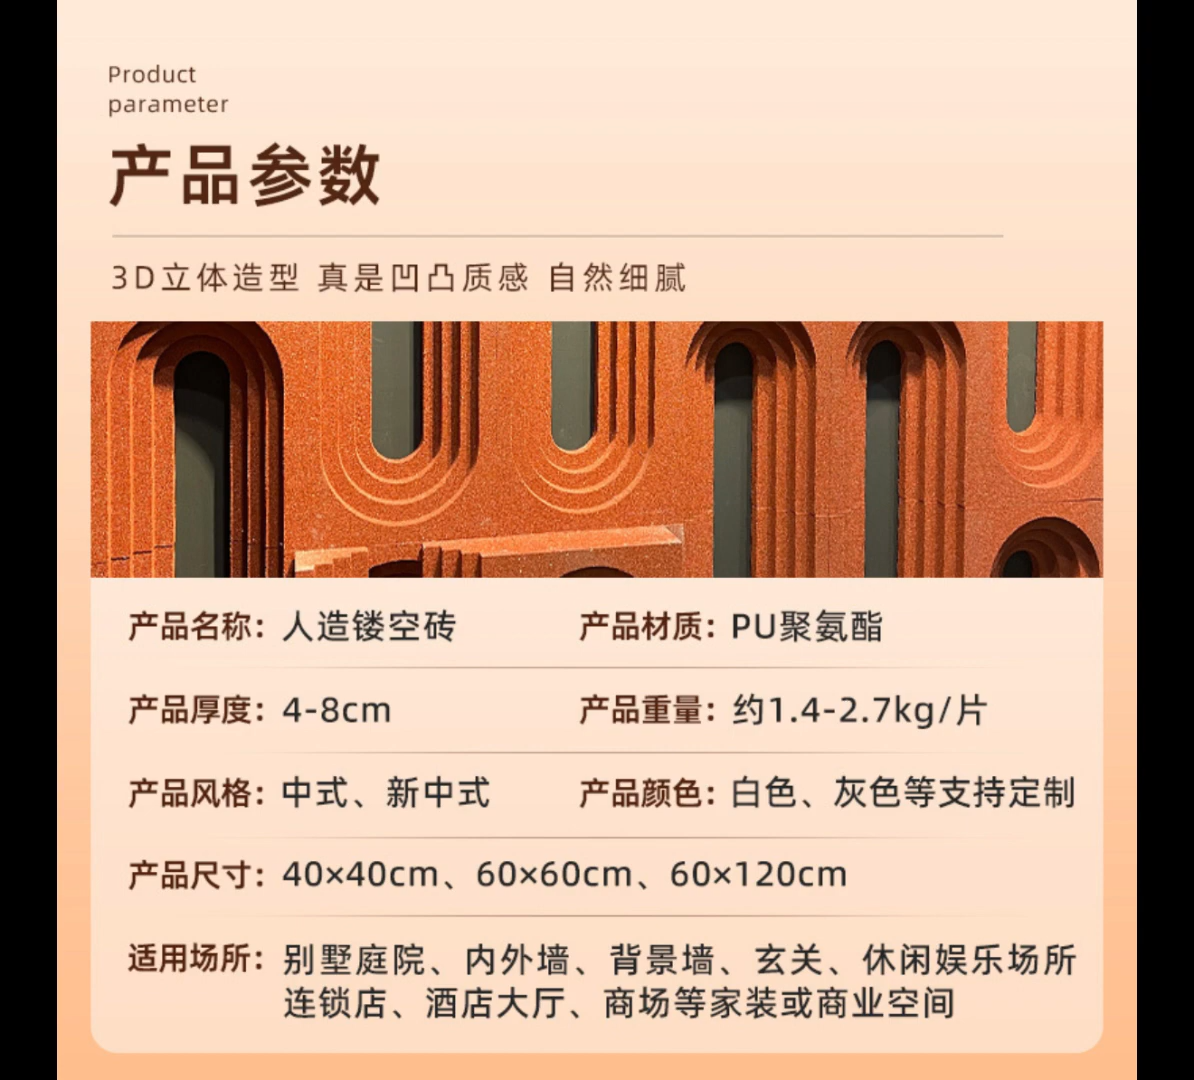 Product
parameter
产品参数
3D立体造型 真是凹凸质感 自然细腻
产品名称：人造镂空砖 产品材质：PU聚氨酯
产品厚度：4-8cm 产品重量：约1.4-2.7kg/片
产品风格：中式、新中式 产品颜色：白色、灰色等支持定制
产品尺寸：40×40cm、60×60cm、60×120cm
适用场所：别墅庭院、内外墙、背景墙、玄关、休闲娱乐场所
连锁店、酒店大厅、商场等家装或商业空间